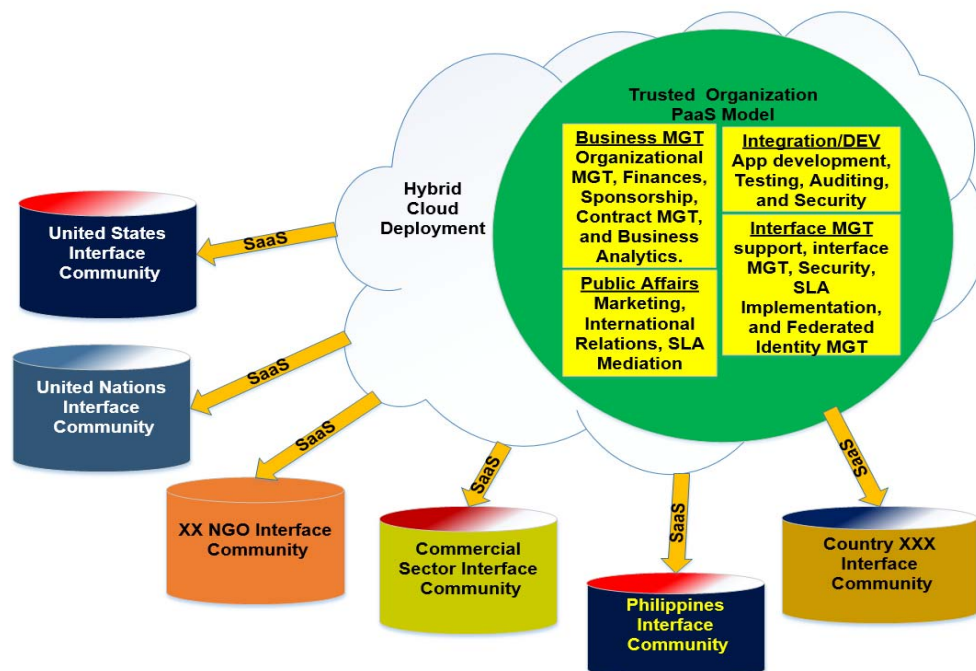 Trusted Organization
PaaS Model
Business MGT
Organizational
MGT, Finances,
Sponsorship,
Contract MGT,
and Business
Analytics.
Integration/DEV
App development,
Testing, Auditing,
and Security
Public Affairs
Marketing,
International
Relations, SLA
Mediation
Interface MGT
support, interface
MGT, Security,
SLA
Implementation,
and Federated
Identity MGT
Hybrid
Cloud
Deployment
SaaS
United States
Interface
Community
SaaS
United Nations
Interface
Community
SaaS
XX NGO Interface
Community
SaaS
Commercial
Sector Interface
Community
SaaS
Philippines
Interface
Community
SaaS
Country XXX
Interface
Community